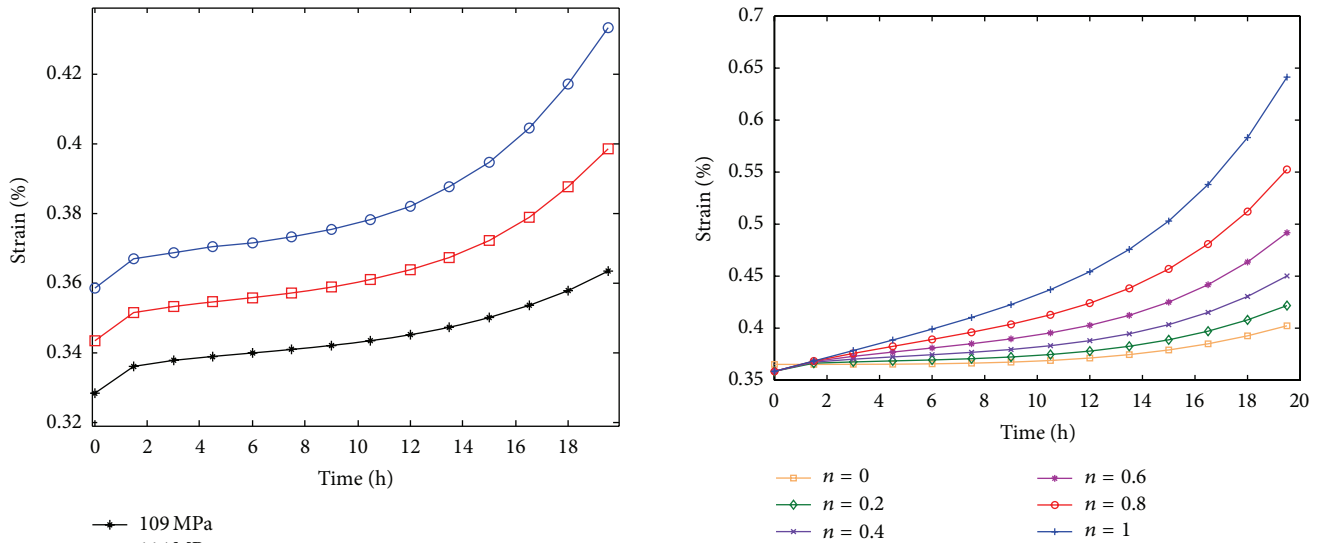 0.42
0.4
0.38
0.36
0.34
0.32
Strain (%)
0 2 4 6 8 10 12 14 16 18
Time (h)
109 MPa
0.7
0.65
0.6
0.55
0.5
0.45
0.4
0.35
Strain (%)
0 2 4 6 8 10 12 14 16 18 20
Time (h)
n = 0
n = 0.2
n = 0.4
n = 0.6
n = 0.8
n = 1